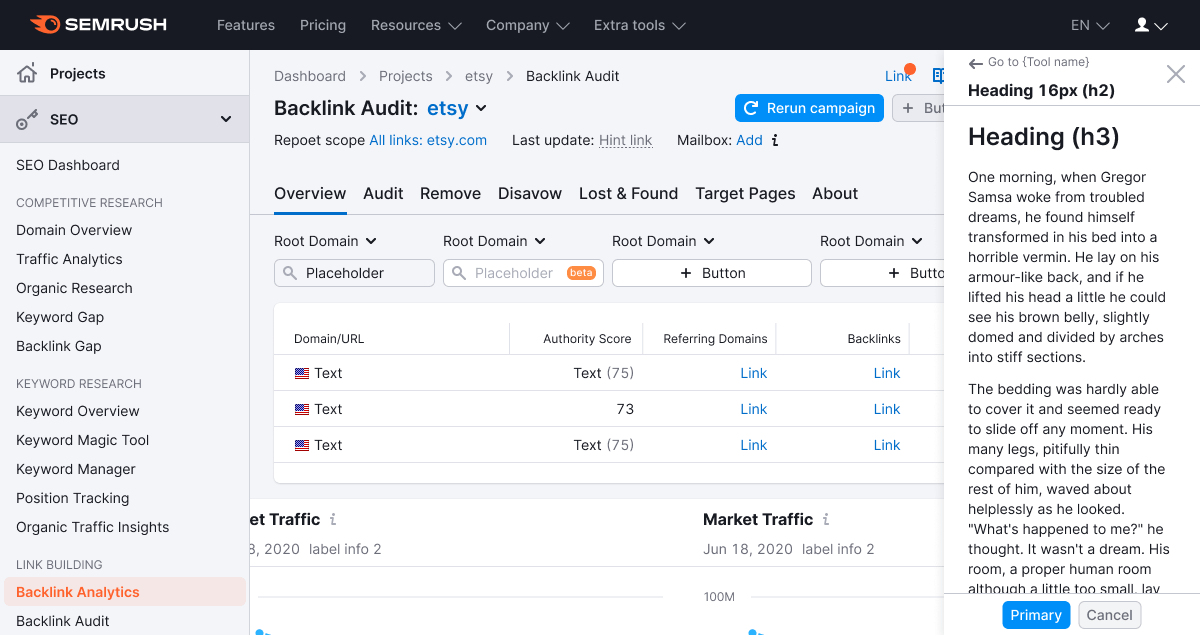 SEMRUSH
Features Pricing Resources Company Extra tools EN
Projects
SEO
SEO Dashboard
COMPETITIVE RESEARCH
Domain Overview
Traffic Analytics
Organic Research
Keyword Gap
Backlink Gap
KEYWORD RESEARCH
Keyword Overview
Keyword Magic Tool
Keyword Manager
Position Tracking
Organic Traffic Insights
LINK BUILDING
Backlink Analytics
Backlink Audit
Dashboard > Projects > etsy > Backlink Audit
Link
Backlink Audit: etsy
Rerun campaign
+ But
Repoet scope All links: etsy.com Last update: Hint link Mailbox: Add i
Overview Audit Remove Disavow Lost & Found Target Pages About
Root Domain Root Domain Root Domain Root Domain
Placeholder Placeholder beta + Button + Butto
Domain/URL Authority Score Referring Domains Backlinks
Text Text (75) Link Link
Text 73 Link Link
Text Text (75) Link Link
et Traffic i
8, 2020 label info 2
Market Traffic i
Jun 18, 2020 label info 2
100M
Go to {Tool name}
Heading 16px (h2)
Heading (h3)
One morning, when Gregor
Samsa woke from troubled
dreams, he found himself
transformed in his bed into a
horrible vermin. He lay on his
armour-like back, and if he
lifted his head a little he could
see his brown belly, slightly
domed and divided by arches
into stiff sections.
The bedding was hardly able
to cover it and seemed ready
to slide off any moment. His
many legs, pitifully thin
compared with the size of the
rest of him, waved about
helplessly as he looked.
"What's happened to me?" he
thought. It wasn't a dream. His
room, a proper human room
although a little too small, lay
Primary Cancel